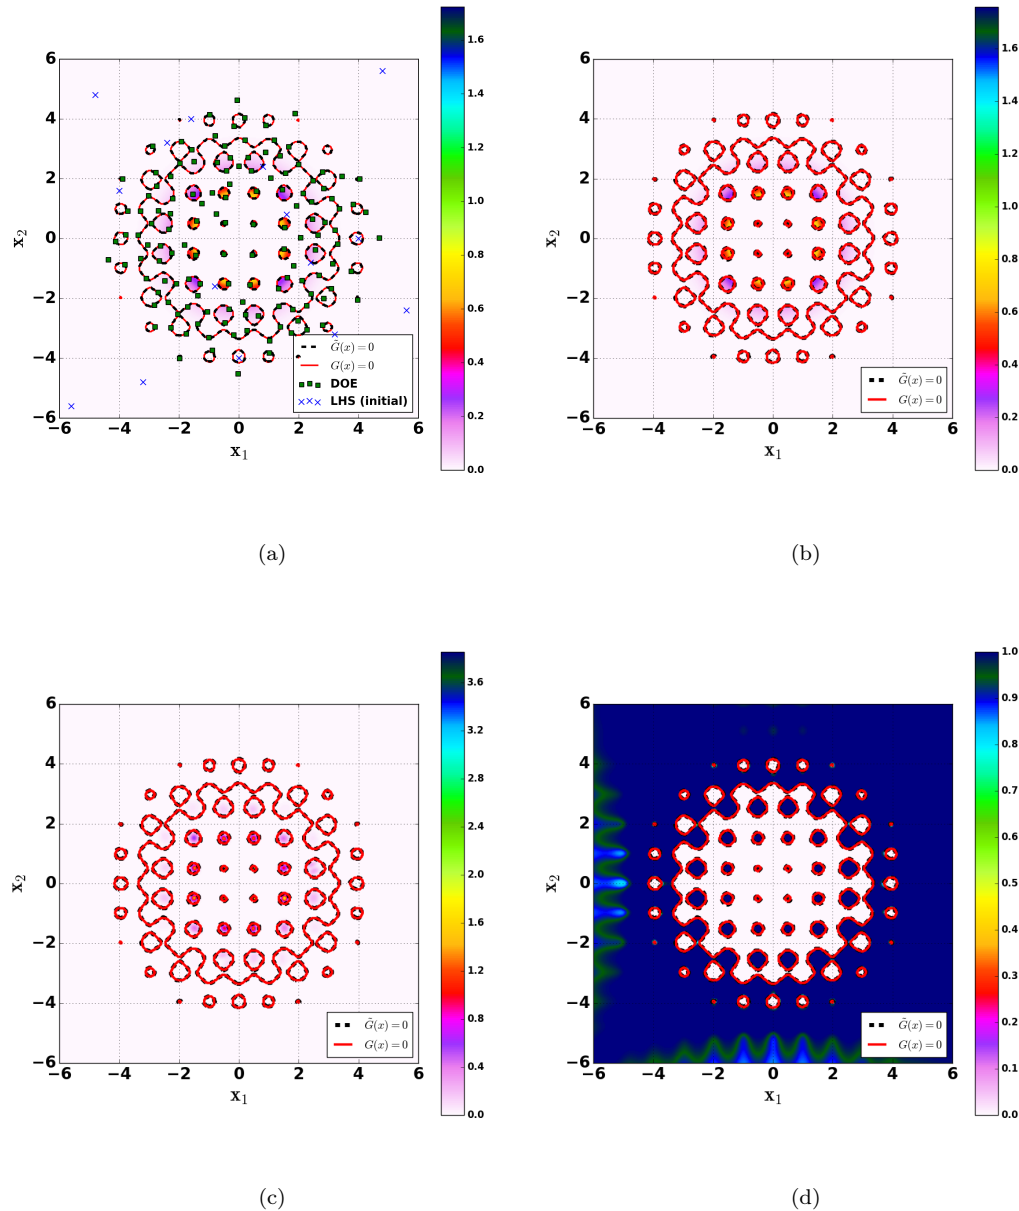 6
4
2
0
−2
−4
−6
−6 −4 −2 0 2 4 6
x₂
x₁
G̃(x) = 0
G(x) = 0
DOE
LHS (initial)
1.6
1.4
1.2
1.0
0.8
0.6
0.4
0.2
0.0
(a)
6
4
2
0
−2
−4
−6
−6 −4 −2 0 2 4 6
x₂
x₁
G̃(x) = 0
G(x) = 0
1.6
1.4
1.2
1.0
0.8
0.6
0.4
0.2
0.0
(b)
6
4
2
0
−2
−4
−6
−6 −4 −2 0 2 4 6
x₂
x₁
G̃(x) = 0
G(x) = 0
3.6
3.2
2.8
2.4
2.0
1.6
1.2
0.8
0.4
0.0
(c)
6
4
2
0
−2
−4
−6
−6 −4 −2 0 2 4 6
x₂
x₁
G̃(x) = 0
G(x) = 0
1.0
0.9
0.8
0.7
0.6
0.5
0.4
0.3
0.2
0.1
0.0
(d)